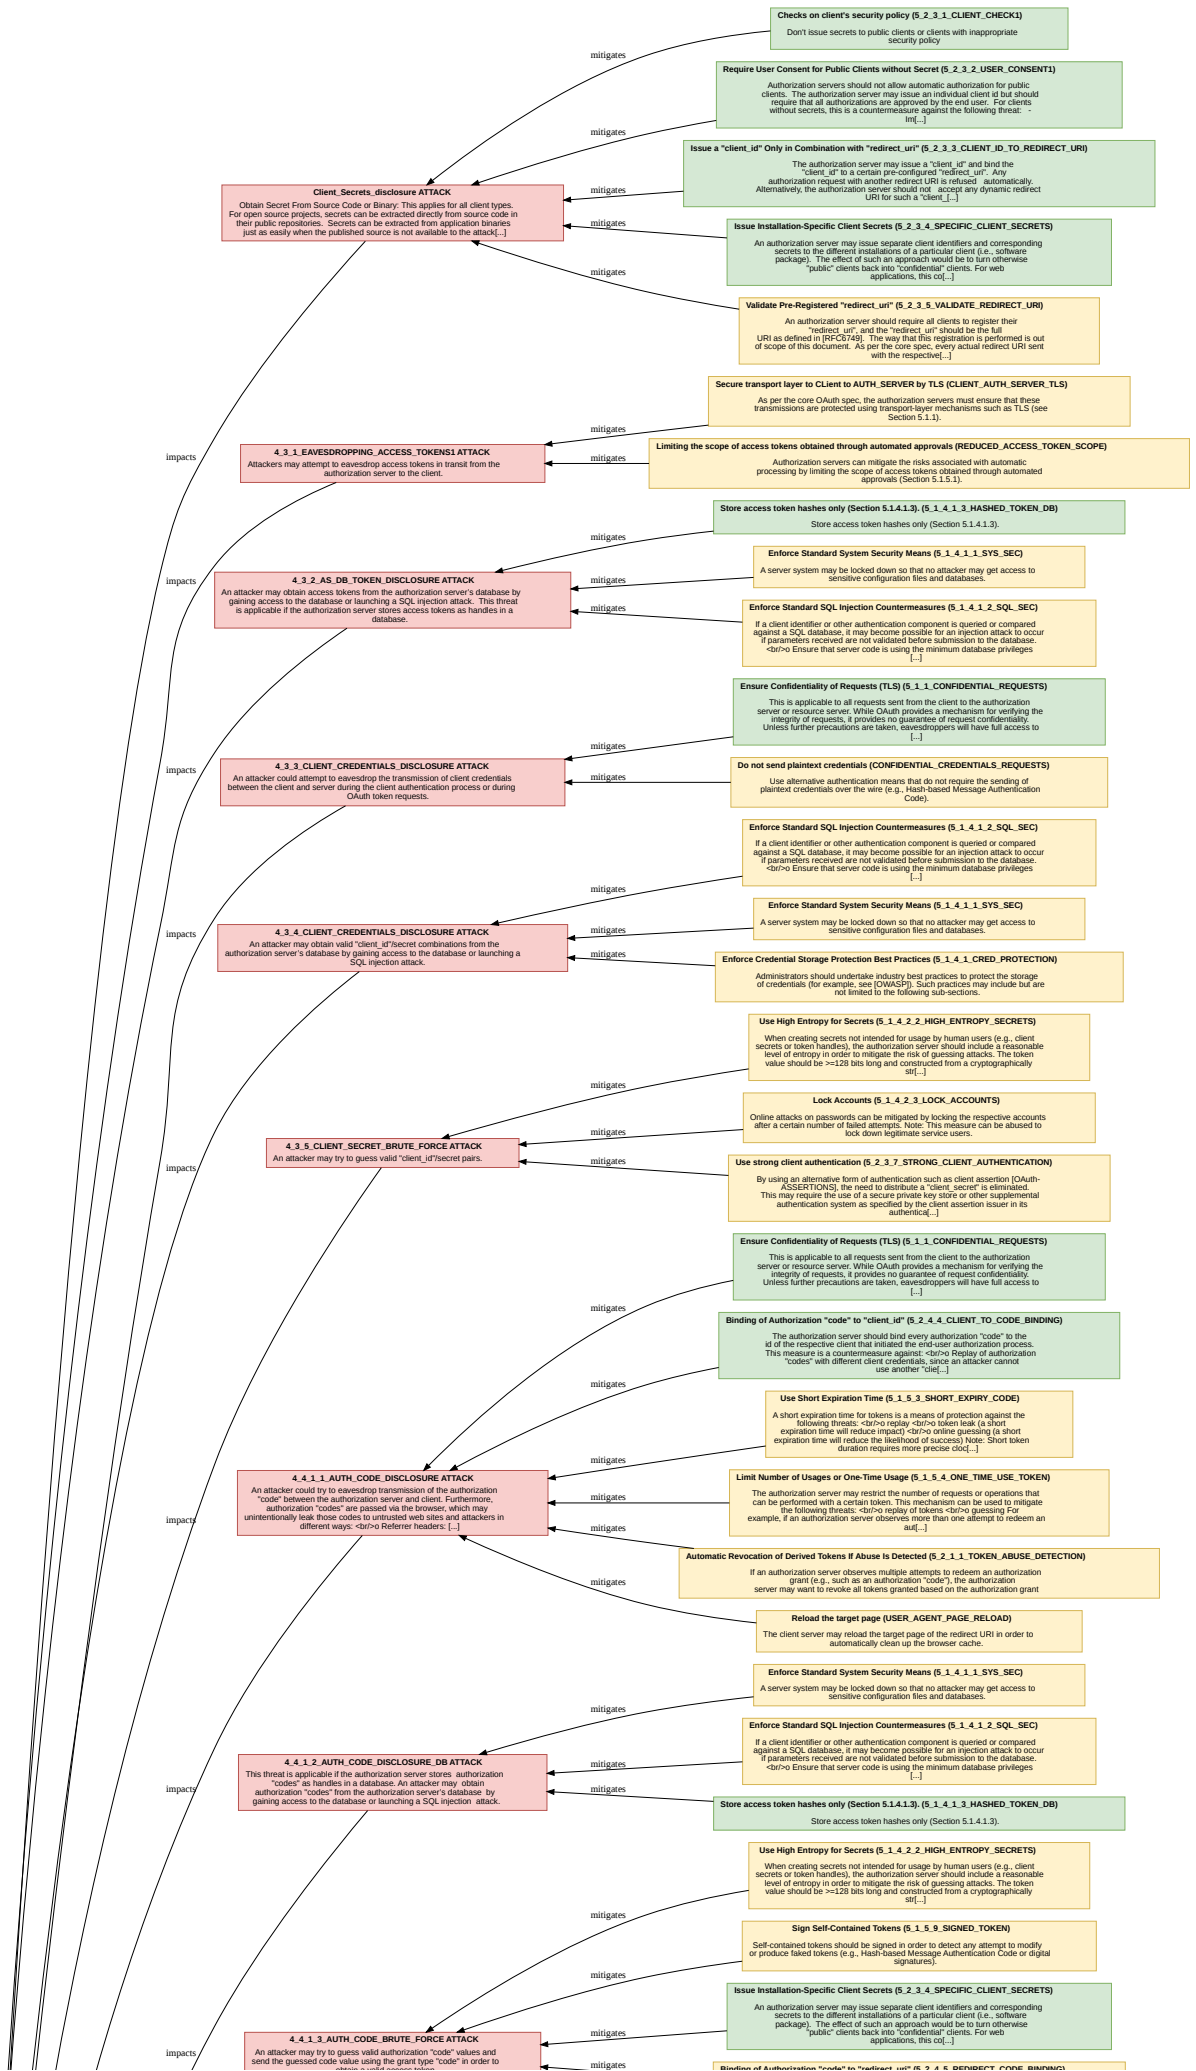 Checks on client's security policy (5_2_3_1_CLIENT_CHECK1)
Don't issue secrets to public clients or clients with inappropriate
security policy
mitigates
Require User Consent for Public Clients without Secret (5_2_3_2_USER_CONSENT1)
Authorization servers should not allow automatic authorization for public
clients.  The authorization server may issue an individual client id but should
require that all authorizations are approved by the end user.  For clients
without secrets, this is a countermeasure against the following threat:   -
Im[...]
mitigates
Issue a "client_id" Only in Combination with "redirect_uri" (5_2_3_3_CLIENT_ID_TO_REDIRECT_URI)
The authorization server may issue a "client_id" and bind the
"client_id" to a certain pre-configured "redirect_uri".  Any
authorization request with another redirect URI is refused   automatically.
Alternatively, the authorization server should not   accept any dynamic redirect
URI for such a "client_[...]
mitigates
Client_Secrets_disclosure ATTACK
Obtain Secret From Source Code or Binary: This applies for all client types.
For open source projects, secrets can be extracted directly from source code in
their public repositories.  Secrets can be extracted from application binaries
just as easily when the published source is not available to the attack[...]
mitigates
Issue Installation-Specific Client Secrets (5_2_3_4_SPECIFIC_CLIENT_SECRETS)
An authorization server may issue separate client identifiers and corresponding
secrets to the different installations of a particular client (i.e., software
package).  The effect of such an approach would be to turn otherwise
"public" clients back into "confidential" clients. For web
applications, this co[...]
mitigates
Validate Pre-Registered "redirect_uri" (5_2_3_5_VALIDATE_REDIRECT_URI)
An authorization server should require all clients to register their
"redirect_uri", and the "redirect_uri" should be the full
URI as defined in [RFC6749].  The way that this registration is performed is out
of scope of this document.  As per the core spec, every actual redirect URI sent
with the respective[...]
Secure transport layer to CLient to AUTH_SERVER by TLS (CLIENT_AUTH_SERVER_TLS)
As per the core OAuth spec, the authorization servers must ensure that these
transmissions are protected using transport-layer mechanisms such as TLS (see
Section 5.1.1).
mitigates
impacts
4_3_1_EAVESDROPPING_ACCESS_TOKENS1 ATTACK
Attackers may attempt to eavesdrop access tokens in transit from the
authorization server to the client.
mitigates
Limiting the scope of access tokens obtained through automated approvals (REDUCED_ACCESS_TOKEN_SCOPE)
Authorization servers can mitigate the risks associated with automatic
processing by limiting the scope of access tokens obtained through automated
approvals (Section 5.1.5.1).
Store access token hashes only (Section 5.1.4.1.3). (5_1_4_1_3_HASHED_TOKEN_DB)
Store access token hashes only (Section 5.1.4.1.3).
mitigates
Enforce Standard System Security Means (5_1_4_1_1_SYS_SEC)
A server system may be locked down so that no attacker may get access to
sensitive configuration files and databases.
mitigates
impacts
4_3_2_AS_DB_TOKEN_DISCLOSURE ATTACK
An attacker may obtain access tokens from the authorization server's database by
gaining access to the database or launching a SQL injection attack.  This threat
is applicable if the authorization server stores access tokens as handles in a
database.
mitigates
Enforce Standard SQL Injection Countermeasures (5_1_4_1_2_SQL_SEC)
If a client identifier or other authentication component is queried or compared
against a SQL database, it may become possible for an injection attack to occur
if parameters received are not validated before submission to the database.
<br/>o Ensure that server code is using the minimum database privileges
[...]
Ensure Confidentiality of Requests (TLS) (5_1_1_CONFIDENTIAL_REQUESTS)
This is applicable to all requests sent from the client to the authorization
server or resource server. While OAuth provides a mechanism for verifying the
integrity of requests, it provides no guarantee of request confidentiality.
Unless further precautions are taken, eavesdroppers will have full access to
[...]
mitigates
impacts
4_3_3_CLIENT_CREDENTIALS_DISCLOSURE ATTACK
An attacker could attempt to eavesdrop the transmission of client credentials
between the client and server during the client authentication process or during
OAuth token requests.
mitigates
Do not send plaintext credentials (CONFIDENTIAL_CREDENTIALS_REQUESTS)
Use alternative authentication means that do not require the sending of
plaintext credentials over the wire (e.g., Hash-based Message Authentication
Code).
Enforce Standard SQL Injection Countermeasures (5_1_4_1_2_SQL_SEC)
If a client identifier or other authentication component is queried or compared
against a SQL database, it may become possible for an injection attack to occur
if parameters received are not validated before submission to the database.
<br/>o Ensure that server code is using the minimum database privileges
[...]
mitigates
Enforce Standard System Security Means (5_1_4_1_1_SYS_SEC)
A server system may be locked down so that no attacker may get access to
sensitive configuration files and databases.
mitigates
impacts
4_3_4_CLIENT_CREDENTIALS_DISCLOSURE ATTACK
An attacker may obtain valid "client_id"/secret combinations from the
authorization server's database by gaining access to the database or launching a
SQL injection attack.
mitigates
Enforce Credential Storage Protection Best Practices (5_1_4_1_CRED_PROTECTION)
Administrators should undertake industry best practices to protect the storage
of credentials (for example, see [OWASP]). Such practices may include but are
not limited to the following sub-sections.
Use High Entropy for Secrets (5_1_4_2_2_HIGH_ENTROPY_SECRETS)
When creating secrets not intended for usage by human users (e.g., client
secrets or token handles), the authorization server should include a reasonable
level of entropy in order to mitigate the risk of guessing attacks. The token
value should be >=128 bits long and constructed from a cryptographically
str[...]
mitigates
Lock Accounts (5_1_4_2_3_LOCK_ACCOUNTS)
Online attacks on passwords can be mitigated by locking the respective accounts
after a certain number of failed attempts. Note: This measure can be abused to
lock down legitimate service users.
mitigates
impacts
4_3_5_CLIENT_SECRET_BRUTE_FORCE ATTACK
An attacker may try to guess valid "client_id"/secret pairs.
mitigates
Use strong client authentication (5_2_3_7_STRONG_CLIENT_AUTHENTICATION)
By using an alternative form of authentication such as client assertion [OAuth-
ASSERTIONS], the need to distribute a "client_secret" is eliminated.
This may require the use of a secure private key store or other supplemental
authentication system as specified by the client assertion issuer in its
authentica[...]
Ensure Confidentiality of Requests (TLS) (5_1_1_CONFIDENTIAL_REQUESTS)
This is applicable to all requests sent from the client to the authorization
server or resource server. While OAuth provides a mechanism for verifying the
integrity of requests, it provides no guarantee of request confidentiality.
Unless further precautions are taken, eavesdroppers will have full access to
[...]
mitigates
Binding of Authorization "code" to "client_id" (5_2_4_4_CLIENT_TO_CODE_BINDING)
The authorization server should bind every authorization "code" to the
id of the respective client that initiated the end-user authorization process.
This measure is a countermeasure against: <br/>o Replay of authorization
"codes" with different client credentials, since an attacker cannot
use another "clie[...]
mitigates
Use Short Expiration Time (5_1_5_3_SHORT_EXPIRY_CODE)
A short expiration time for tokens is a means of protection against the
following threats: <br/>o replay <br/>o token leak (a short
expiration time will reduce impact) <br/>o online guessing (a short
expiration time will reduce the likelihood of success) Note: Short token
duration requires more precise cloc[...]
mitigates
impacts
4_4_1_1_AUTH_CODE_DISCLOSURE ATTACK
An attacker could try to eavesdrop transmission of the authorization
"code" between the authorization server and client. Furthermore,
authorization "codes" are passed via the browser, which may
unintentionally leak those codes to untrusted web sites and attackers in
different ways: <br/>o Referrer headers: [...]
mitigates
Limit Number of Usages or One-Time Usage (5_1_5_4_ONE_TIME_USE_TOKEN)
The authorization server may restrict the number of requests or operations that
can be performed with a certain token. This mechanism can be used to mitigate
the following threats: <br/>o replay of tokens <br/>o guessing For
example, if an authorization server observes more than one attempt to redeem an
aut[...]
mitigates
Automatic Revocation of Derived Tokens If Abuse Is Detected (5_2_1_1_TOKEN_ABUSE_DETECTION)
If an authorization server observes multiple attempts to redeem an authorization
grant (e.g., such as an authorization "code"), the authorization
server may want to revoke all tokens granted based on the authorization grant
mitigates
Reload the target page (USER_AGENT_PAGE_RELOAD)
The client server may reload the target page of the redirect URI in order to
automatically clean up the browser cache.
Enforce Standard System Security Means (5_1_4_1_1_SYS_SEC)
A server system may be locked down so that no attacker may get access to
sensitive configuration files and databases.
mitigates
Enforce Standard SQL Injection Countermeasures (5_1_4_1_2_SQL_SEC)
If a client identifier or other authentication component is queried or compared
against a SQL database, it may become possible for an injection attack to occur
if parameters received are not validated before submission to the database.
<br/>o Ensure that server code is using the minimum database privileges
[...]
mitigates
impacts
4_4_1_2_AUTH_CODE_DISCLOSURE_DB ATTACK
This threat is applicable if the authorization server stores  authorization
"codes" as handles in a database. An attacker may  obtain
authorization "codes" from the authorization server's database  by
gaining access to the database or launching a SQL injection  attack.
mitigates
Store access token hashes only (Section 5.1.4.1.3). (5_1_4_1_3_HASHED_TOKEN_DB)
Store access token hashes only (Section 5.1.4.1.3).
Use High Entropy for Secrets (5_1_4_2_2_HIGH_ENTROPY_SECRETS)
When creating secrets not intended for usage by human users (e.g., client
secrets or token handles), the authorization server should include a reasonable
level of entropy in order to mitigate the risk of guessing attacks. The token
value should be >=128 bits long and constructed from a cryptographically
str[...]
mitigates
Sign Self-Contained Tokens (5_1_5_9_SIGNED_TOKEN)
Self-contained tokens should be signed in order to detect any attempt to modify
or produce faked tokens (e.g., Hash-based Message Authentication Code or digital
signatures).
mitigates
Issue Installation-Specific Client Secrets (5_2_3_4_SPECIFIC_CLIENT_SECRETS)
An authorization server may issue separate client identifiers and corresponding
secrets to the different installations of a particular client (i.e., software
package).  The effect of such an approach would be to turn otherwise
"public" clients back into "confidential" clients. For web
applications, this co[...]
mitigates
impacts
4_4_1_3_AUTH_CODE_BRUTE_FORCE ATTACK
An attacker may try to guess valid authorization "code" values and
send the guessed code value using the grant type "code" in order to
obtain a valid access token.
mitigates
Binding of Authorization "code" to "redirect_uri" (5_2_4_5_REDIRECT_CODE_BINDING)